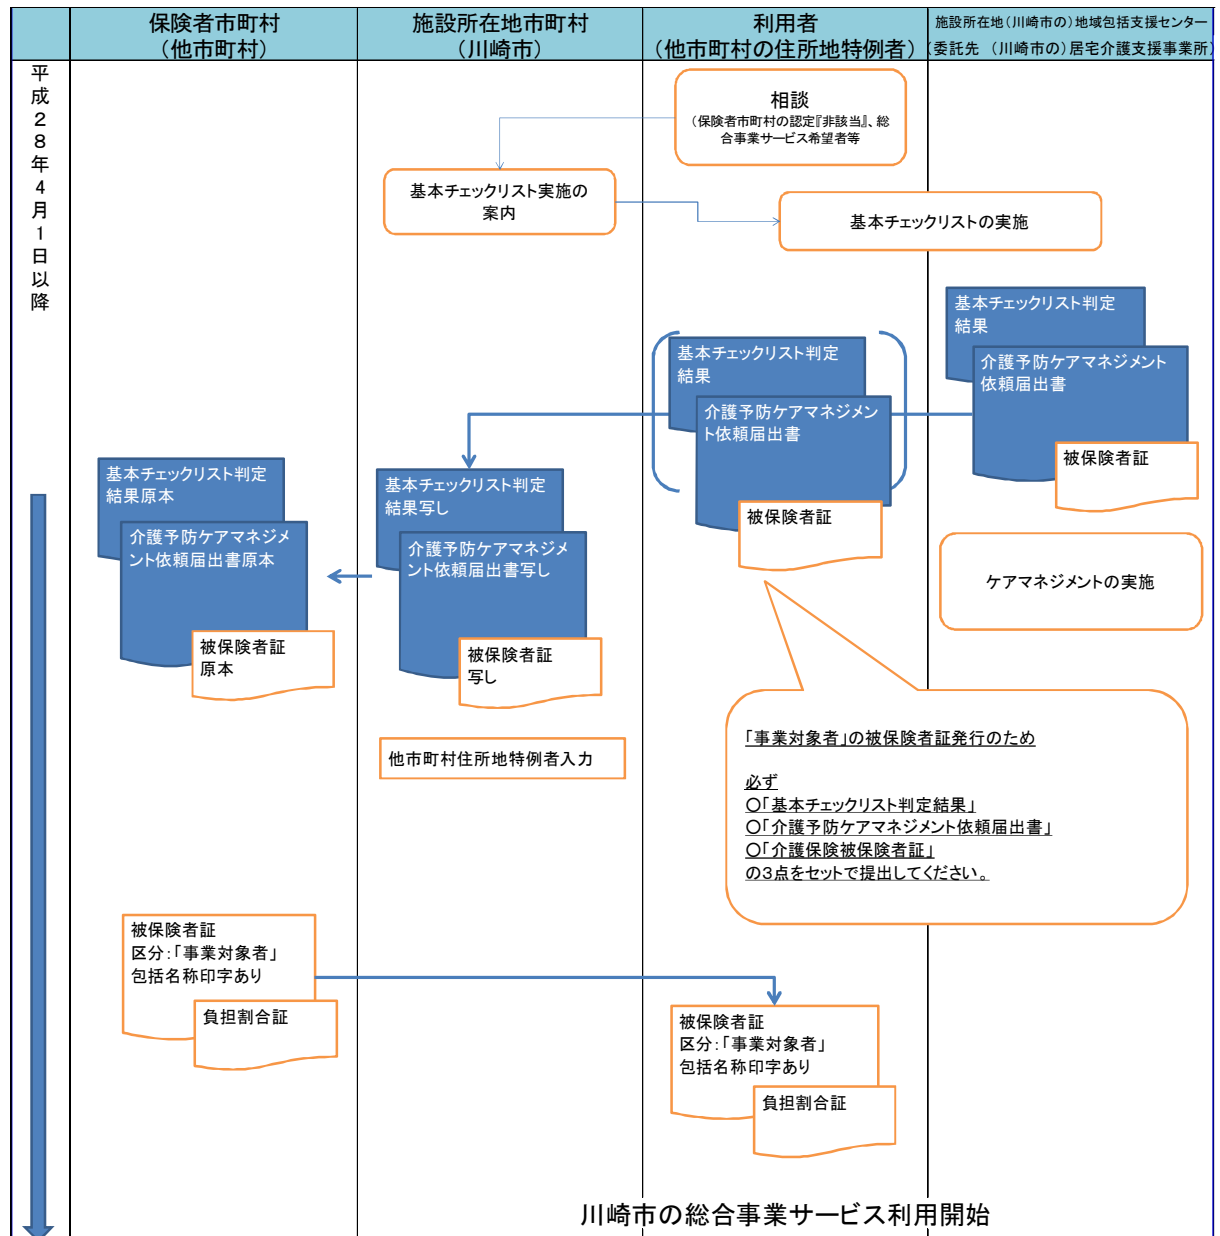 保険者市町村
（他市町村）
施設所在地市町村
（川崎市）
利用者
（他市町村の住所地特例者）
施設所在地（川崎市の）地域包括支援センター
（委託先　（川崎市の）居宅介護支援事業所）
平成２８年４月１日以降
相談
（保険者市町村の認定『非該当』、総
合事業サービス希望者等
基本チェックリスト実施の
案内
基本チェックリストの実施
基本チェックリスト判定
結果
介護予防ケアマネジメント
依頼届出書
被保険者証
基本チェックリスト判定
結果
介護予防ケアマネジメン
ト依頼届出書
被保険者証
基本チェックリスト判定
結果写し
介護予防ケアマネジメ
ント依頼届出書写し
被保険者証
写し
基本チェックリスト判定
結果原本
介護予防ケアマネジメ
ント依頼届出書原本
被保険者証
原本
ケアマネジメントの実施
他市町村住所地特例者入力
「事業対象者」の被保険者証発行のため
必ず
○「基本チェックリスト判定結果」
○「介護予防ケアマネジメント依頼届出書」
○「介護保険被保険者証」
の３点をセットで提出してください。
被保険者証
区分：「事業対象者」
包括名称印字あり
負担割合証
被保険者証
区分：「事業対象者」
包括名称印字あり
負担割合証
川崎市の総合事業サービス利用開始